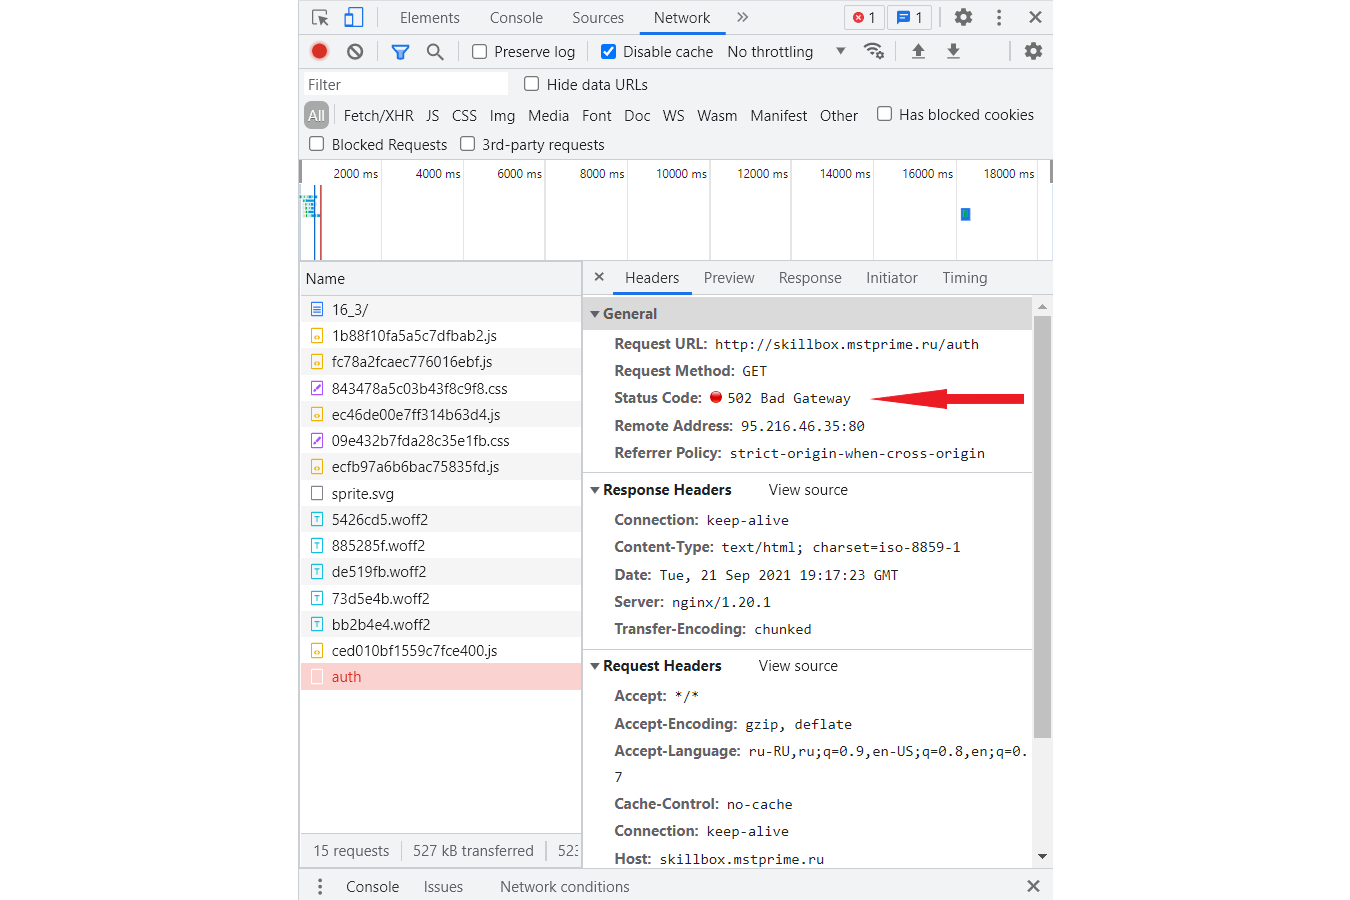 Elements Console Sources Network 1 1
Preserve log Disable cache No throttling
Filter Hide data URLs
All Fetch/XHR JS CSS Img Media Font Doc WS Wasm Manifest Other Has blocked cookies
Blocked Requests 3rd-party requests
2000 ms 4000 ms 6000 ms 8000 ms 10000 ms 12000 ms 14000 ms 16000 ms 18000 ms
Name
16_3/
1b88f10fa5a5c7dfbab2.js
fc78a2fcaec776016ebf.js
843478a5c03b43f8c9f8.css
ec46de00e7ff314b63d4.js
09e432b7fda28c35e1fb.css
ecfb97a6b6bac75835fd.js
sprite.svg
5426cd5.woff2
885285f.woff2
de519fb.woff2
73d5e4b.woff2
bb2b4e4.woff2
ced010bf1559c7fce400.js
auth
15 requests 527 kB transferred 523
Headers Preview Response Initiator Timing
General
Request URL: http://skillbox.mstprime.ru/auth
Request Method: GET
Status Code: 502 Bad Gateway
Remote Address: 95.216.46.35:80
Referrer Policy: strict-origin-when-cross-origin
Response Headers View source
Connection: keep-alive
Content-Type: text/html; charset=iso-8859-1
Date: Tue, 21 Sep 2021 19:17:23 GMT
Server: nginx/1.20.1
Transfer-Encoding: chunked
Request Headers View source
Accept: */*
Accept-Encoding: gzip, deflate
Accept-Language: ru-RU,ru;q=0.9,en-US;q=0.8,en;q=0.
7
Cache-Control: no-cache
Connection: keep-alive
Host: skillbox.mstprime.ru
Console Issues Network conditions